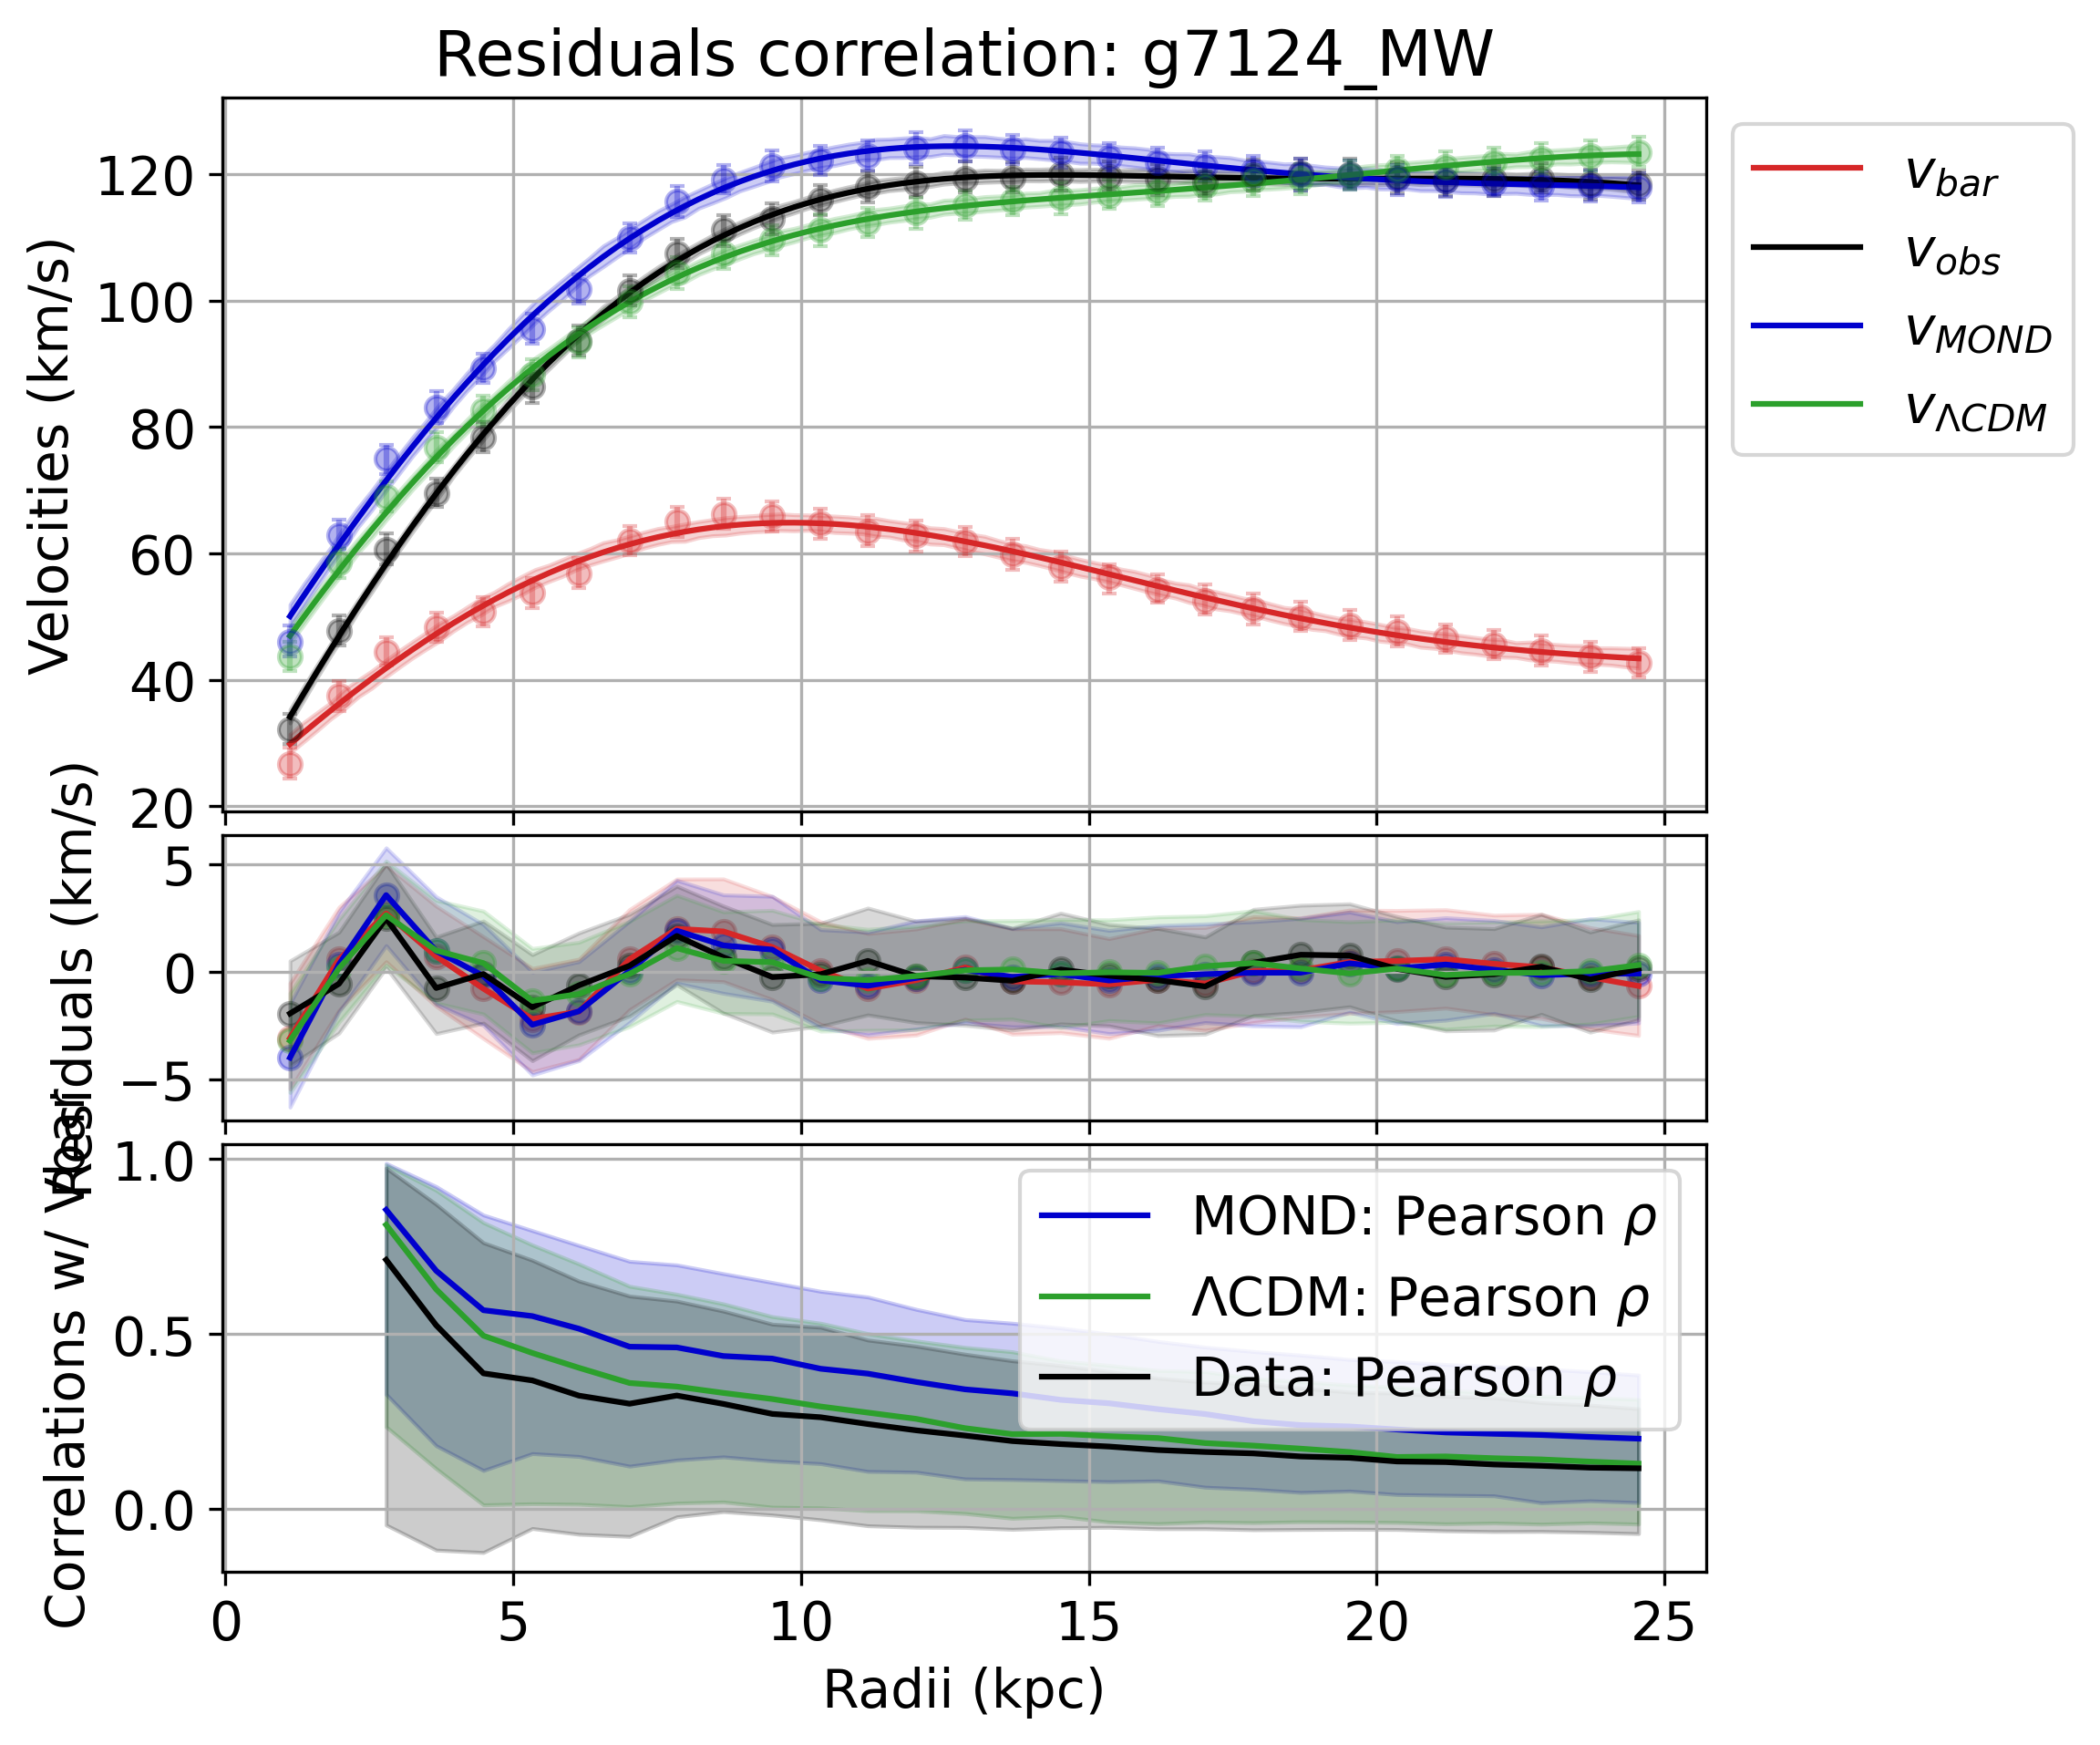 Residuals correlation: g7124_MW
Velocities (km/s)
120
100
80
60
40
20
v_bar
v_obs
v_MOND
v_ΛCDM
Residuals (km/s)
5
0
−5
Correlations w/ Vbar
1.0
0.5
0.0
MOND: Pearson ρ
ΛCDM: Pearson ρ
Data: Pearson ρ
0 5 10 15 20 25
Radii (kpc)